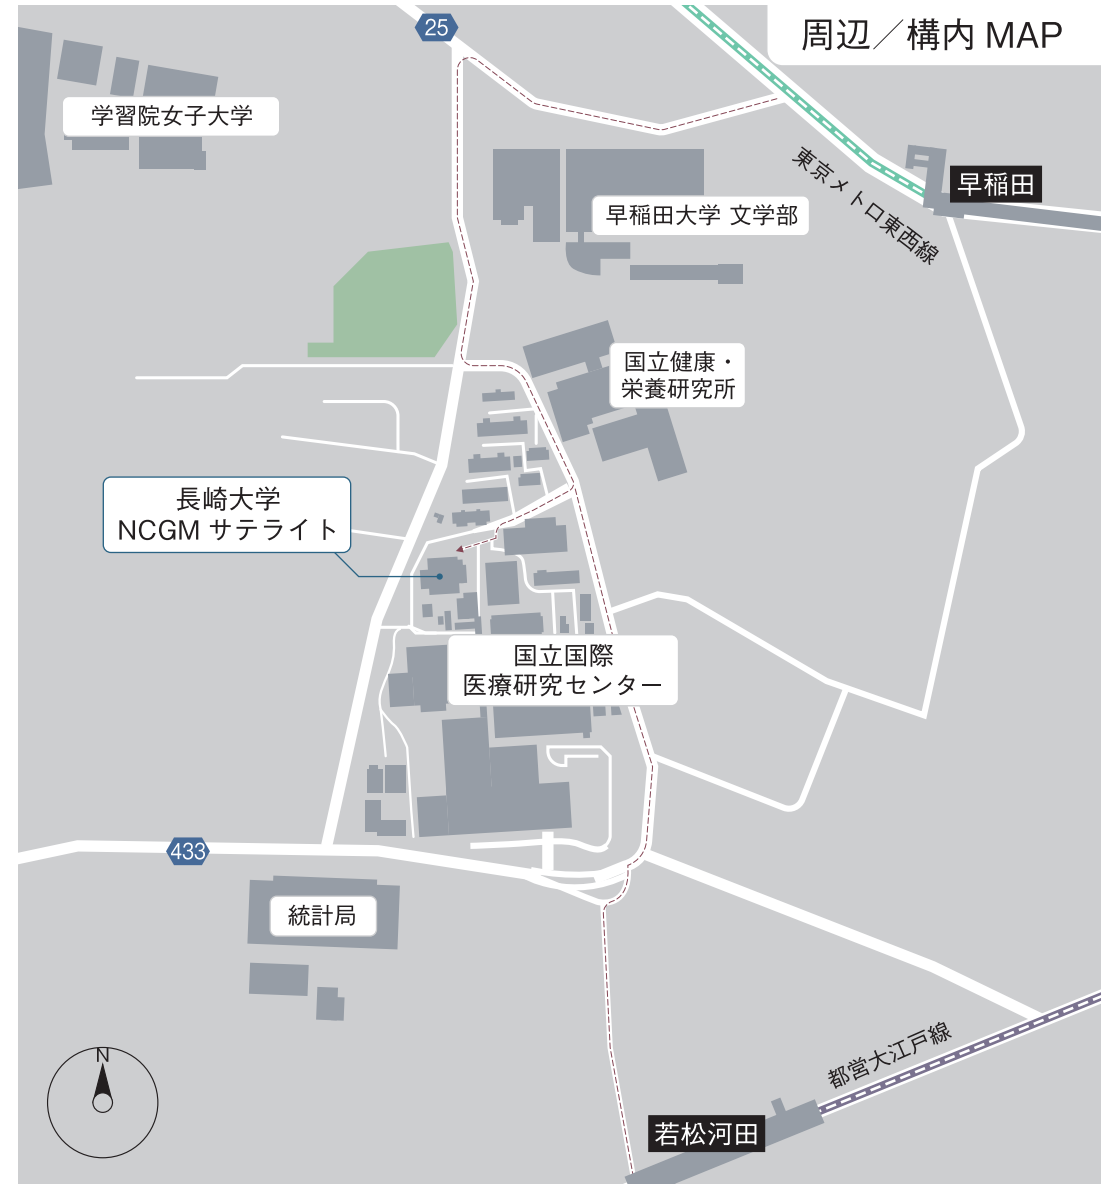 周辺／構内 MAP
25
学習院女子大学
早稲田
東京メトロ東西線
早稲田大学 文学部
国立健康・
栄養研究所
長崎大学
NCGM サテライト
国立国際
医療研究センター
433
統計局
N
都営大江戸線
若松河田